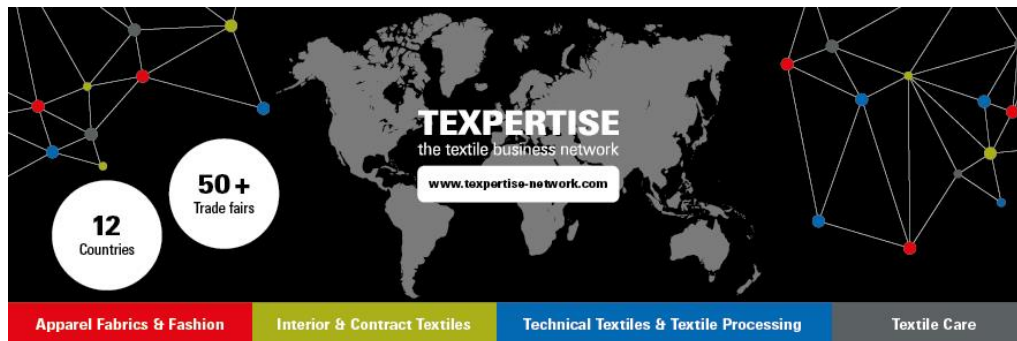 TEXPERTISE
the textile business network
www.texpertise-network.com
50+
Trade fairs
12
Countries
Apparel Fabrics & Fashion
Interior & Contract Textiles
Technical Textiles & Textile Processing
Textile Care